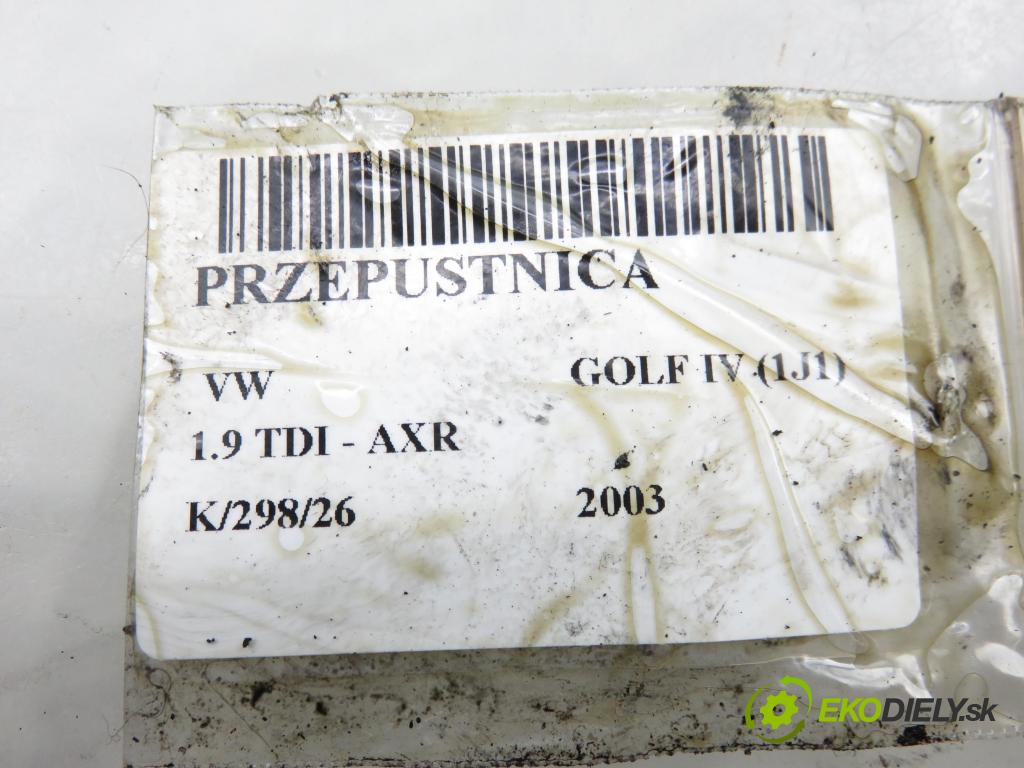 PRZEPUSTNICA
VW GOLF IV (1J1)
1.9 TDI - AXR
K/298/26 2003
EKODIELY.sk